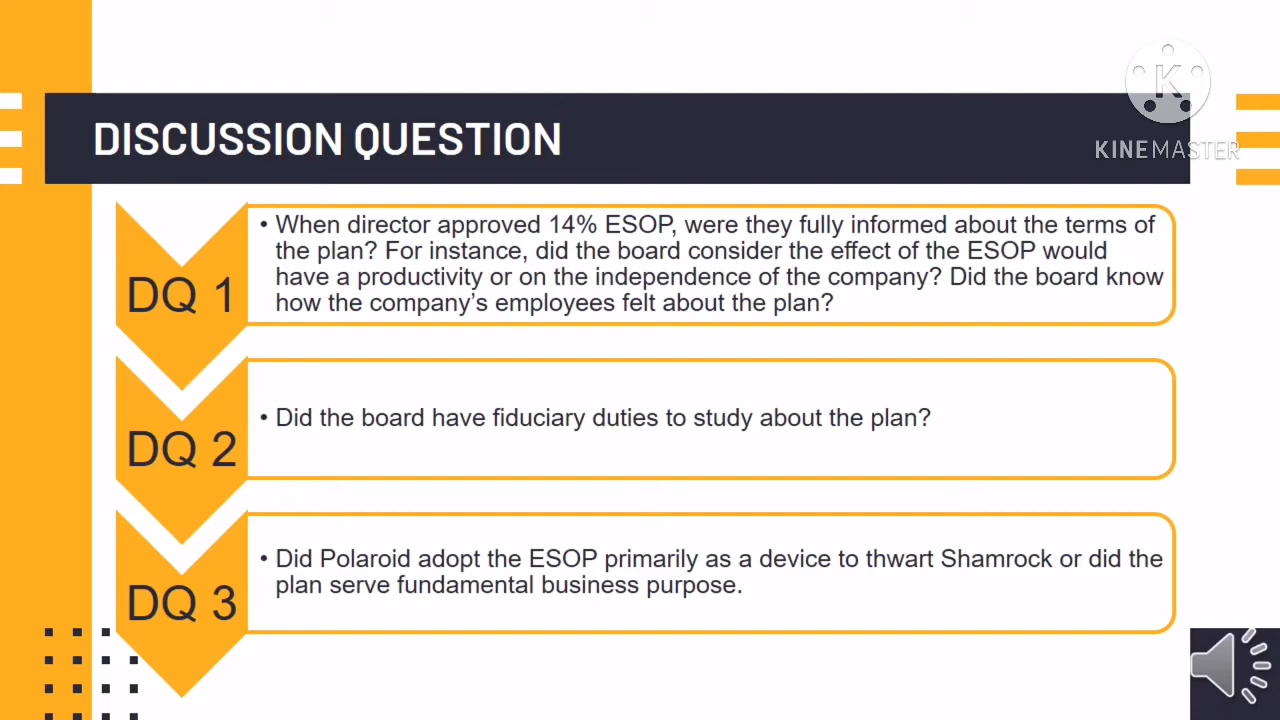 K
KINEMASTER
DISCUSSION QUESTION
DQ 1
• When director approved 14% ESOP, were they fully informed about the terms of
the plan? For instance, did the board consider the effect of the ESOP would
have a productivity or on the independence of the company? Did the board know
how the company's employees felt about the plan?
DQ 2
• Did the board have fiduciary duties to study about the plan?
DQ 3
• Did Polaroid adopt the ESOP primarily as a device to thwart Shamrock or did the
plan serve fundamental business purpose.